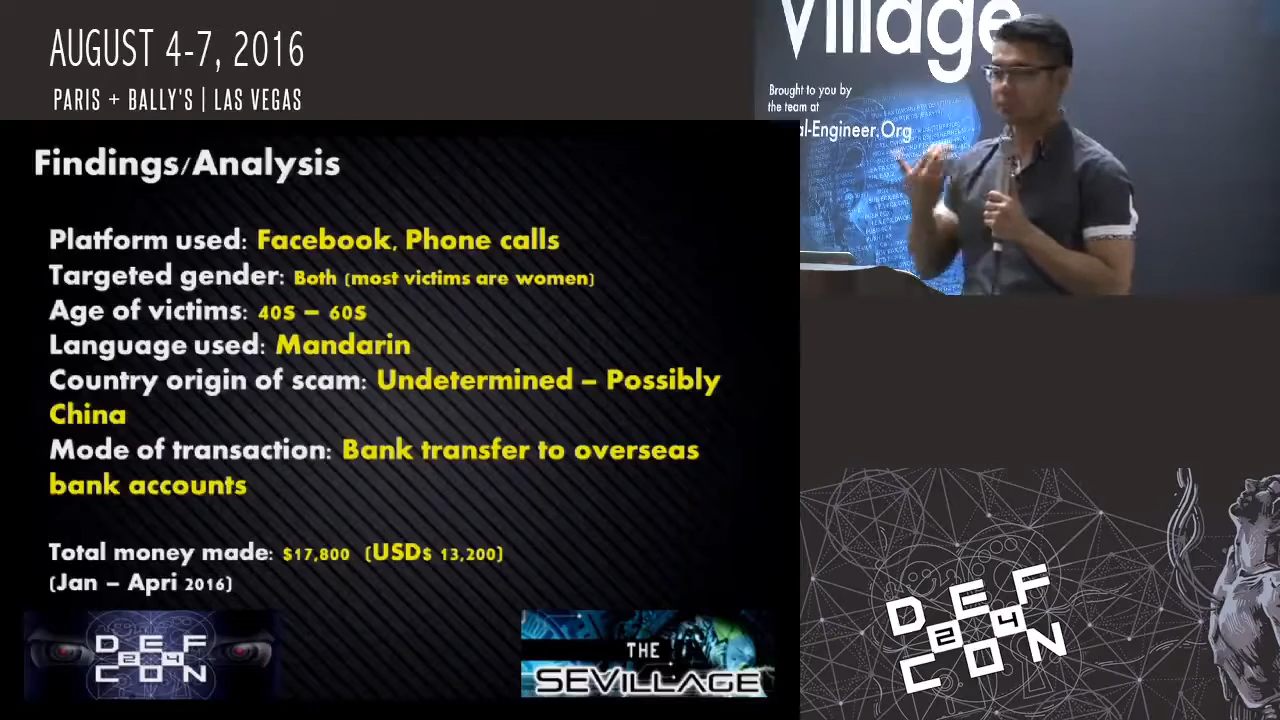 AUGUST 4-7, 2016
PARIS + BALLY'S | LAS VEGAS
Village
Brought to you by
the team at
al-Engineer.Org
Findings/Analysis
Platform used: Facebook, Phone calls
Targeted gender: Both (most victims are women)
Age of victims: 40s – 60s
Language used: Mandarin
Country origin of scam: Undetermined – Possibly
China
Mode of transaction: Bank transfer to overseas
bank accounts
Total money made: $17,800 (USD$ 13,200)
(Jan – Apri 2016)
DEF
24
CON
THE
SEVILLAGE
DEF
24
CON